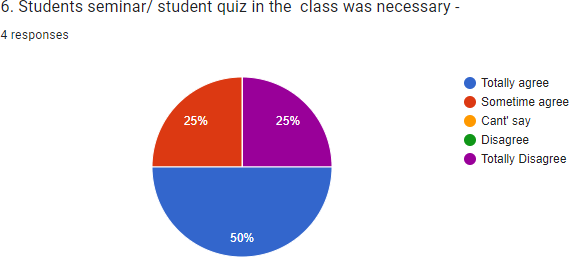 6. Students seminar/ student quiz in the  class was necessary -
4 responses
Totally agree
Sometime agree
Cant' say
Disagree
Totally Disagree
25%
25%
50%